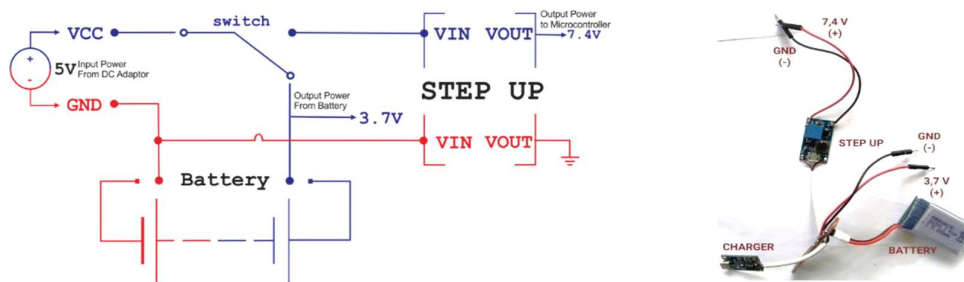 switch
VCC
5V
Input Power
From DC Adaptor
GND
Output Power
From Battery
3.7V
Battery
VIN VOUT
Output Power
to Microcontroller
7.4V
STEP UP
VIN VOUT
7,4 V
(+)
GND
(-)
STEP UP
GND
(-)
3,7 V
(+)
CHARGER
BATTERY